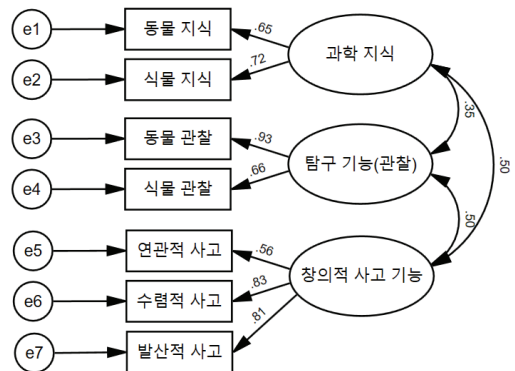 e1
동물 지식
.65
과학 지식
e2
식물 지식
.72
.35
.50
e3
동물 관찰
.93
탐구 기능(관찰)
e4
식물 관찰
.66
.50
e5
연관적 사고
.56
창의적 사고 기능
e6
수렴적 사고
.83
e7
발산적 사고
.81